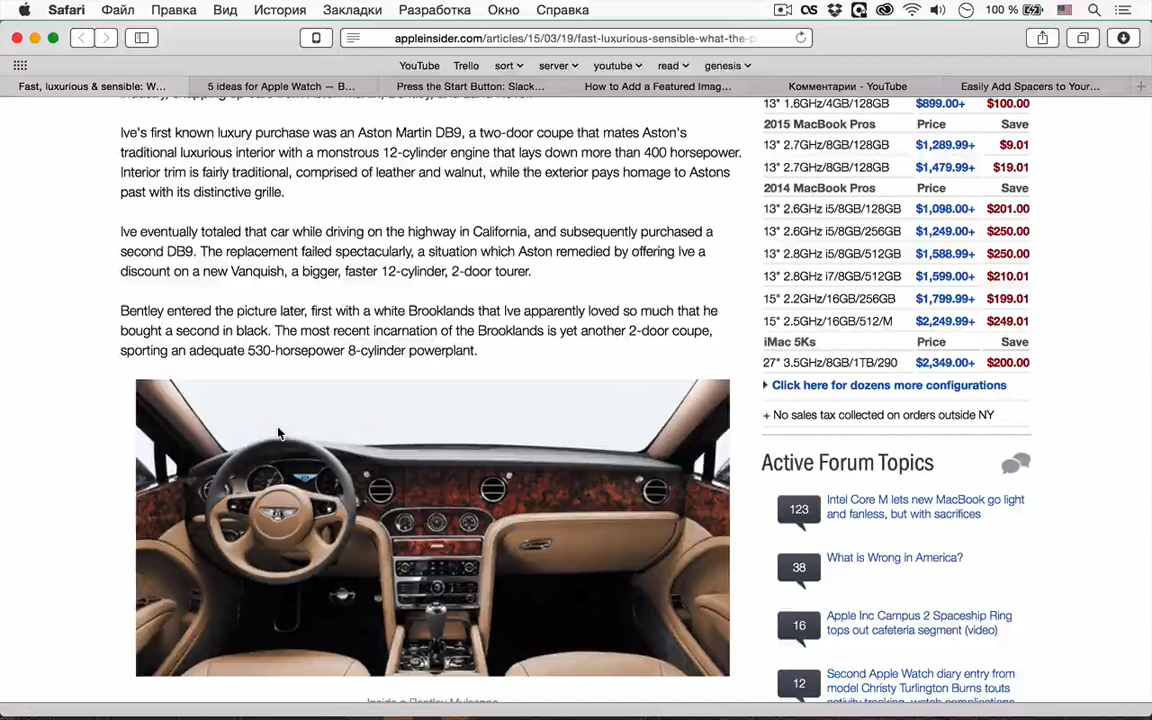 Safari Файл Правка Вид История Закладки Разработка Окно Справка 100 %
appleinsider.com/articles/15/03/19/fast-luxurious-sensible-what-the-p
YouTube Trello sort server youtube read genesis
Fast, luxurious & sensible: W... 5 ideas for Apple Watch — B... Press the Start Button: Slack... How to Add a Featured Imag... Комментарии - YouTube Easily Add Spacers to Your...
Ive's first known luxury purchase was an Aston Martin DB9, a two-door coupe that mates Aston's
traditional luxurious interior with a monstrous 12-cylinder engine that lays down more than 400 horsepower.
Interior trim is fairly traditional, comprised of leather and walnut, while the exterior pays homage to Astons
past with its distinctive grille.
Ive eventually totaled that car while driving on the highway in California, and subsequently purchased a
second DB9. The replacement failed spectacularly, a situation which Aston remedied by offering Ive a
discount on a new Vanquish, a bigger, faster 12-cylinder, 2-door tourer.
Bentley entered the picture later, first with a white Brooklands that Ive apparently loved so much that he
bought a second in black. The most recent incarnation of the Brooklands is yet another 2-door coupe,
sporting an adequate 530-horsepower 8-cylinder powerplant.
13" 1.6GHz/4GB/128GB $899.00+ $100.00
2015 MacBook Pros Price Save
13" 2.7GHz/8GB/128GB $1,289.99+ $9.01
13" 2.7GHz/8GB/128GB $1,479.99+ $19.01
2014 MacBook Pros Price Save
13" 2.6GHz i5/8GB/128GB $1,098.00+ $201.00
13" 2.6GHz i5/8GB/256GB $1,249.00+ $250.00
13" 2.8GHz i5/8GB/512GB $1,588.99+ $250.00
13" 2.8GHz i7/8GB/512GB $1,599.00+ $210.01
15" 2.2GHz/16GB/256GB $1,799.99+ $199.01
15" 2.5GHz/16GB/512/M $2,249.99+ $249.01
iMac 5Ks Price Save
27" 3.5GHz/8GB/1TB/290 $2,349.00+ $200.00
Click here for dozens more configurations
+ No sales tax collected on orders outside NY
Active Forum Topics
123 Intel Core M lets new MacBook go light
and fanless, but with sacrifices
38 What is Wrong in America?
16 Apple Inc Campus 2 Spaceship Ring
tops out cafeteria segment (video)
12 Second Apple Watch diary entry from
model Christy Turlington Burns touts
activity tracking, watch complications